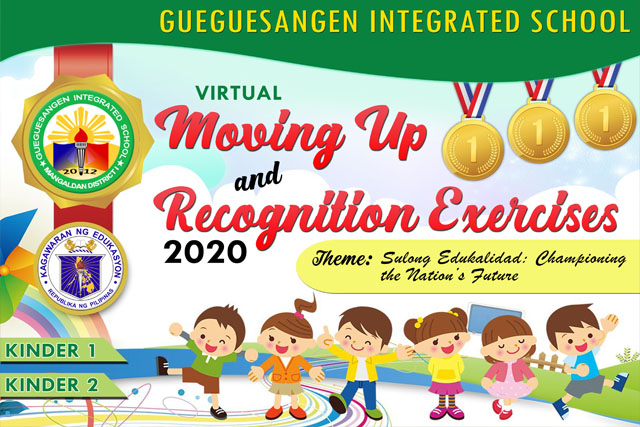 GUEGUESANGEN INTEGRATED SCHOOL
VIRTUAL
Moving Up
and
Recognition Exercises
2020
Theme: Sulong Edukalidad: Championing
the Nation's Future
GUEGUESANGEN INTEGRATED SCHOOL
2012
MANGALDAN DISTRICT I
KAGAWARAN NG EDUKASYON
REPUBLIKA NG PILIPINAS
1
1
1
KINDER 1
KINDER 2